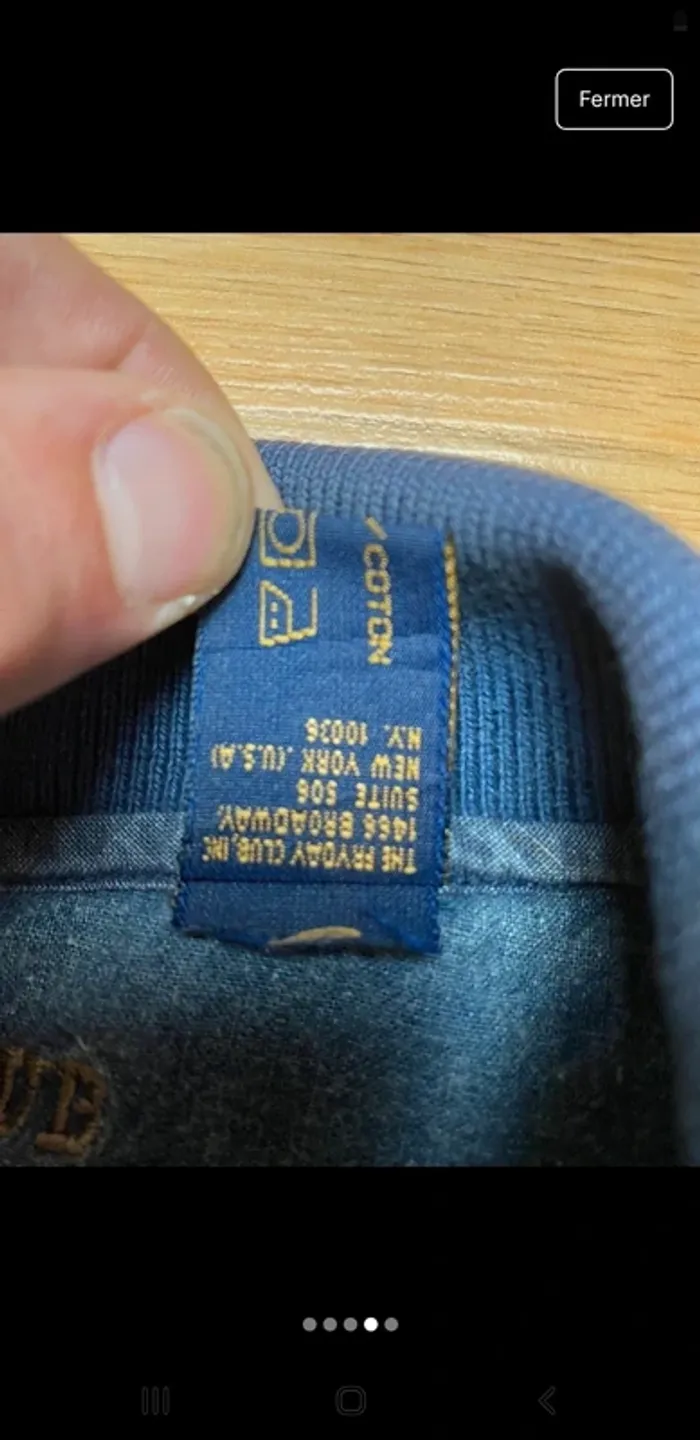 Fermer
COTON
THE FRYDAY CLUB, INC
1466 BROADWAY.
SUITE 506
NEW YORK .(U.S.A)
N.Y. 10036